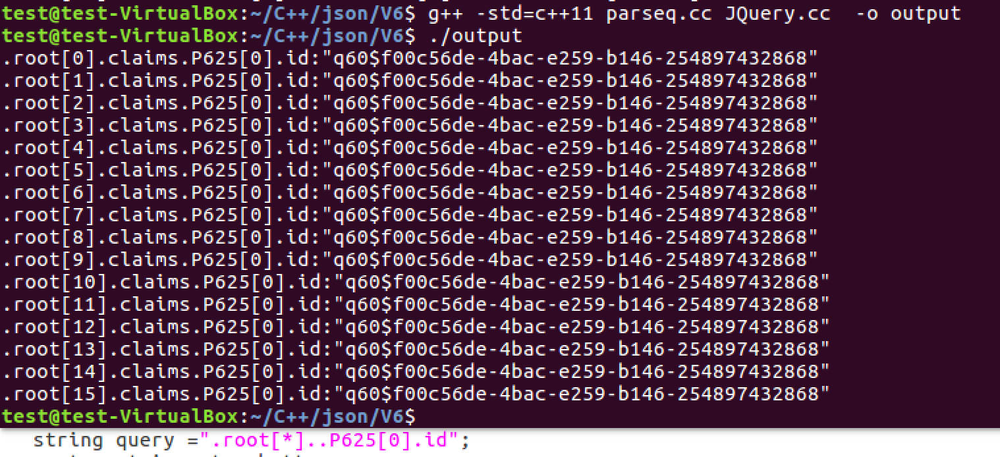 test@test-VirtualBox:~/C++/json/V6$ g++ -std=c++11 parseq.cc JQuery.cc  -o output
test@test-VirtualBox:~/C++/json/V6$ ./output
.root[0].claims.P625[0].id:"q60$f00c56de-4bac-e259-b146-254897432868"
.root[1].claims.P625[0].id:"q60$f00c56de-4bac-e259-b146-254897432868"
.root[2].claims.P625[0].id:"q60$f00c56de-4bac-e259-b146-254897432868"
.root[3].claims.P625[0].id:"q60$f00c56de-4bac-e259-b146-254897432868"
.root[4].claims.P625[0].id:"q60$f00c56de-4bac-e259-b146-254897432868"
.root[5].claims.P625[0].id:"q60$f00c56de-4bac-e259-b146-254897432868"
.root[6].claims.P625[0].id:"q60$f00c56de-4bac-e259-b146-254897432868"
.root[7].claims.P625[0].id:"q60$f00c56de-4bac-e259-b146-254897432868"
.root[8].claims.P625[0].id:"q60$f00c56de-4bac-e259-b146-254897432868"
.root[9].claims.P625[0].id:"q60$f00c56de-4bac-e259-b146-254897432868"
.root[10].claims.P625[0].id:"q60$f00c56de-4bac-e259-b146-254897432868"
.root[11].claims.P625[0].id:"q60$f00c56de-4bac-e259-b146-254897432868"
.root[12].claims.P625[0].id:"q60$f00c56de-4bac-e259-b146-254897432868"
.root[13].claims.P625[0].id:"q60$f00c56de-4bac-e259-b146-254897432868"
.root[14].claims.P625[0].id:"q60$f00c56de-4bac-e259-b146-254897432868"
.root[15].claims.P625[0].id:"q60$f00c56de-4bac-e259-b146-254897432868"
test@test-VirtualBox:~/C++/json/V6$
string query =".root[*]..P625[0].id";